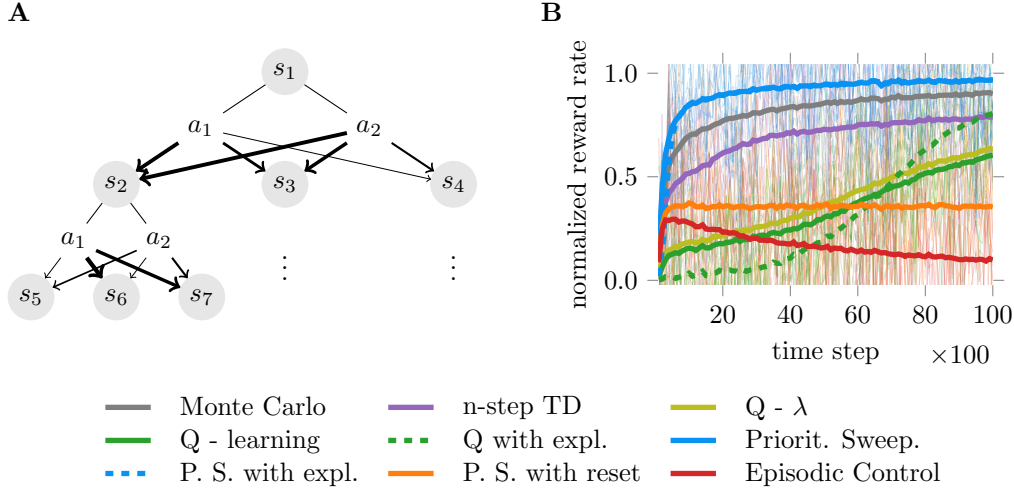 A
s1
a1 a2
s2 s3 s4
a1 a2
s5 s6 s7
⋮ ⋮
B
normalized reward rate
1.0
0.5
0.0
20 40 60 80 100
time step ×100
Monte Carlo n-step TD Q - λ
Q - learning Q with expl. Priorit. Sweep.
P. S. with expl. P. S. with reset Episodic Control